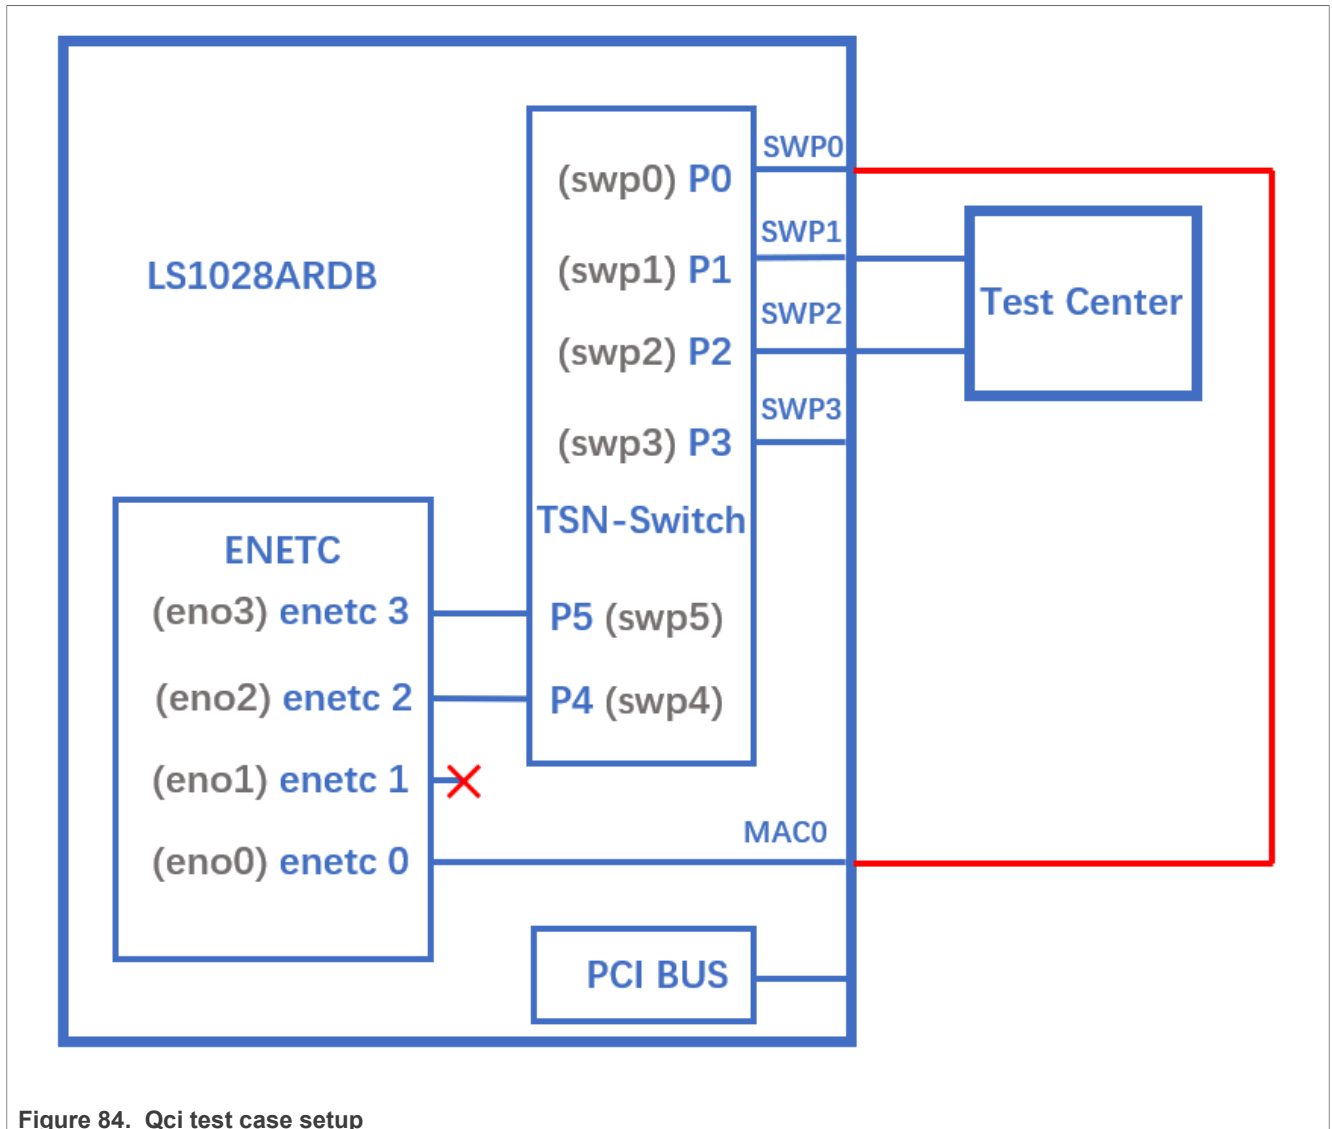 SWP0
(swp0) P0
SWP1
(swp1) P1
LS1028ARDB
Test Center
SWP2
(swp2) P2
SWP3
(swp3) P3
TSN-Switch
ENETC
(eno3) enetc 3
P5 (swp5)
(eno2) enetc 2
P4 (swp4)
(eno1) enetc 1
MAC0
(eno0) enetc 0
PCI BUS
Figure 84. Qci test case setup